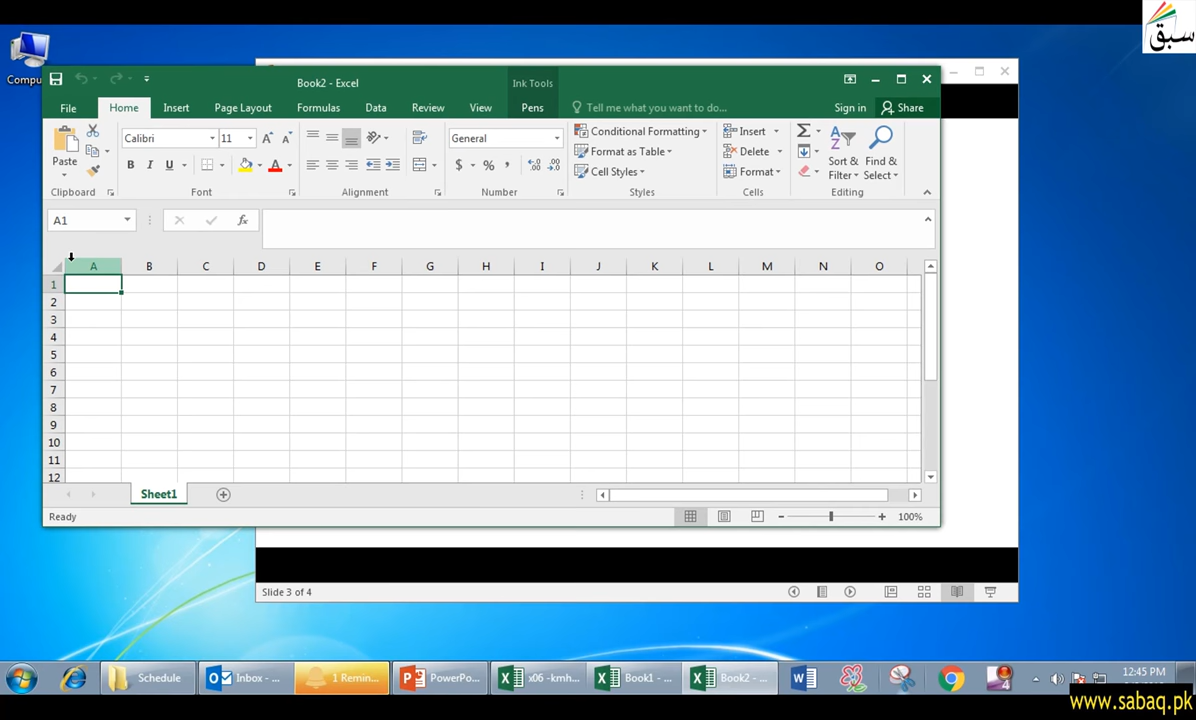 سبق
Compu
Book2 - Excel
Ink Tools
File Home Insert Page Layout Formulas Data Review View Pens Tell me what you want to do... Sign in Share
Paste
Calibri 11
B I U
A A
General
$ % ,
Conditional Formatting
Format as Table
Cell Styles
Insert
Delete
Format
Sort & Filter
Find & Select
Clipboard Font Alignment Number Styles Cells Editing
A1 fx
A B C D E F G H I J K L M N O
1
2
3
4
5
6
7
8
9
10
11
12
Sheet1
Ready 100%
Slide 3 of 4
Schedule
Inbox - ...
1 Remin...
PowerPo...
x06 -kmh...
Book1 - ...
Book2 - ...
12:45 PM
www.sabaq.pk